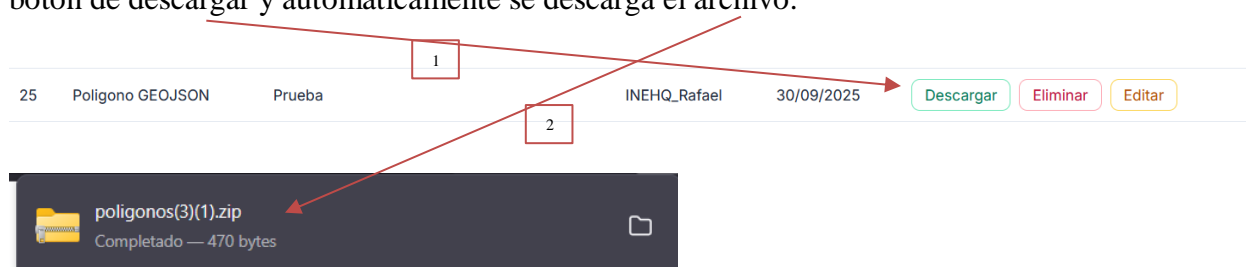 botón de descargar y automáticamente se descarga el archivo.
1
25 Poligono GEOJSON Prueba INEHQ_Rafael 30/09/2025 Descargar Eliminar Editar
2
poligonos(3)(1).zip
Completado — 470 bytes